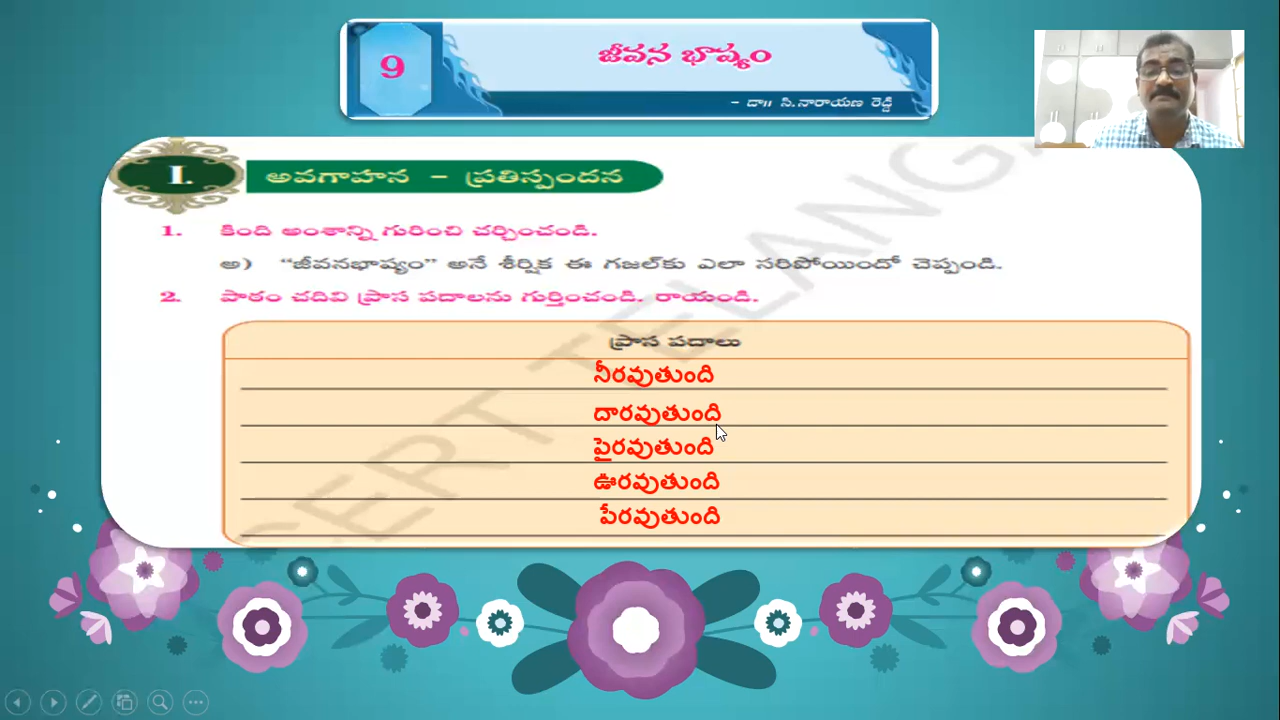 9
జీవన భాష్యం
- డా॥ సి.నారాయణ రెడ్డి
I.
అవగాహన - ప్రతిస్పందన
1. కింది అంశాన్ని గురించి చర్చించండి.
అ) “జీవనభాష్యం” అనే శీర్షిక ఈ గజల్‌కు ఎలా సరిపోయిందో చెప్పండి.
2. పాఠం చదివి ప్రాస పదాలను గుర్తించండి. రాయండి.
ప్రాస పదాలు
నీరవుతుంది
దారవుతుంది
పైరవుతుంది
ఊరవుతుంది
పేరవుతుంది